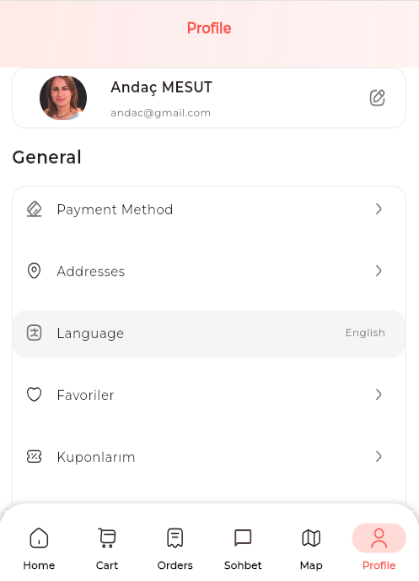 Profile
Andaç MESUT
andac@gmail.com
General
Payment Method
Addresses
Language English
Favoriler
Kuponlarım
Home Cart Orders Sohbet Map Profile